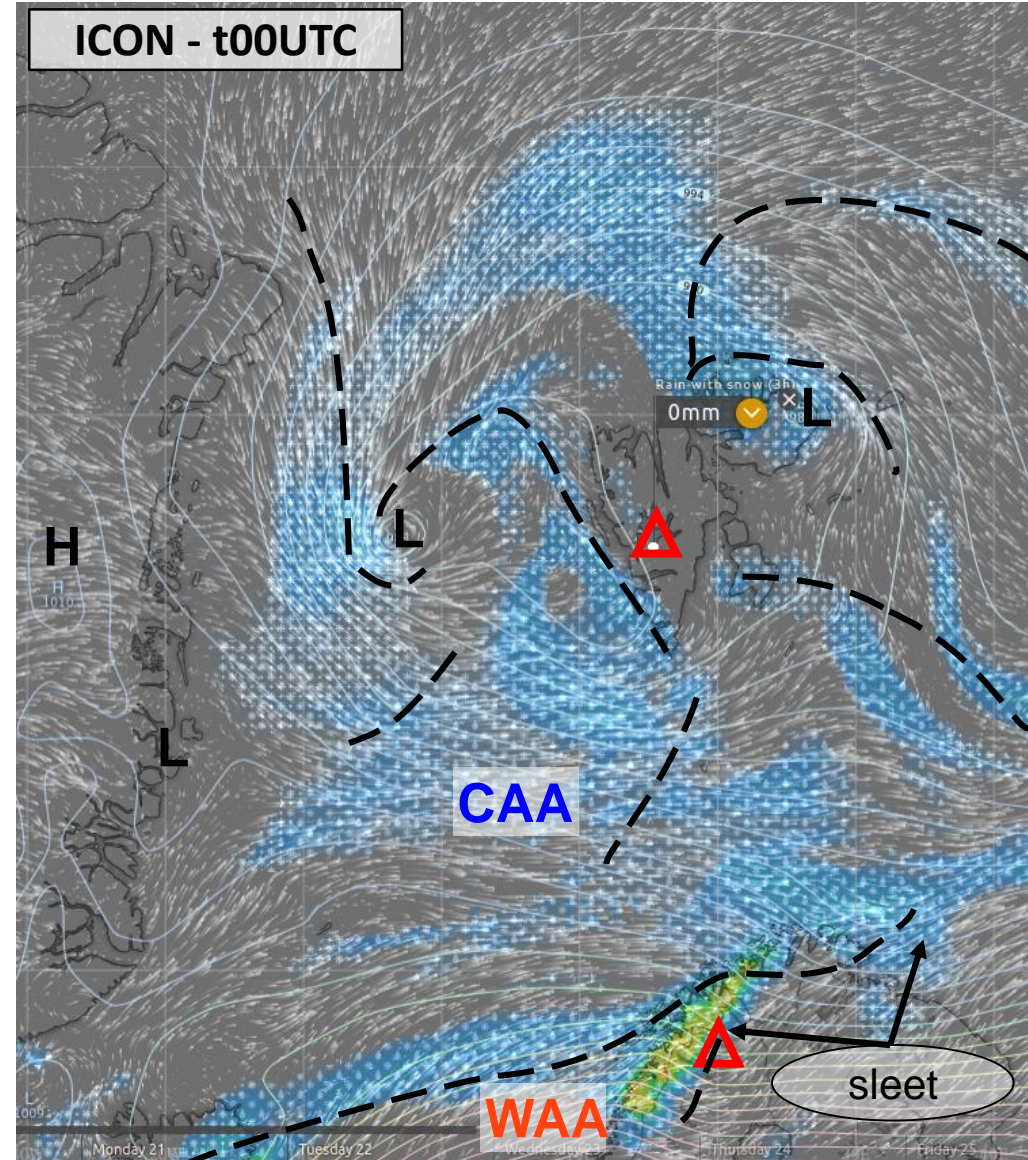 ICON - t00UTC
994
Rain with snow (3h)
0mm
L
H
L
H
1010
L
CAA
sleet
L
1009
WAA
Monday 21
Tuesday 22
Wednesday 23
Thursday 24
Friday 25